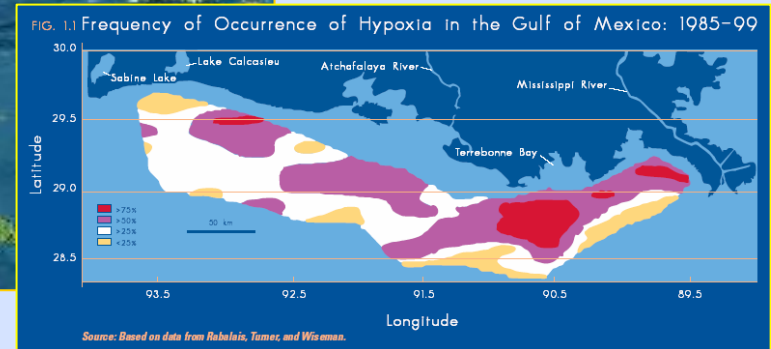 FIG. 1.1 Frequency of Occurrence of Hypoxia in the Gulf of Mexico: 1985-99
30.0
Lake Calcasieu
Sabine Lake
Atchafalaya River
Mississippi River
29.5
Terrebonne Bay
Latitude
29.0
>75%
>50%
>25%
<25%
50 km
28.5
93.5 92.5 91.5 90.5 89.5
Longitude
Source: Based on data from Rabalais, Turner, and Wiseman.